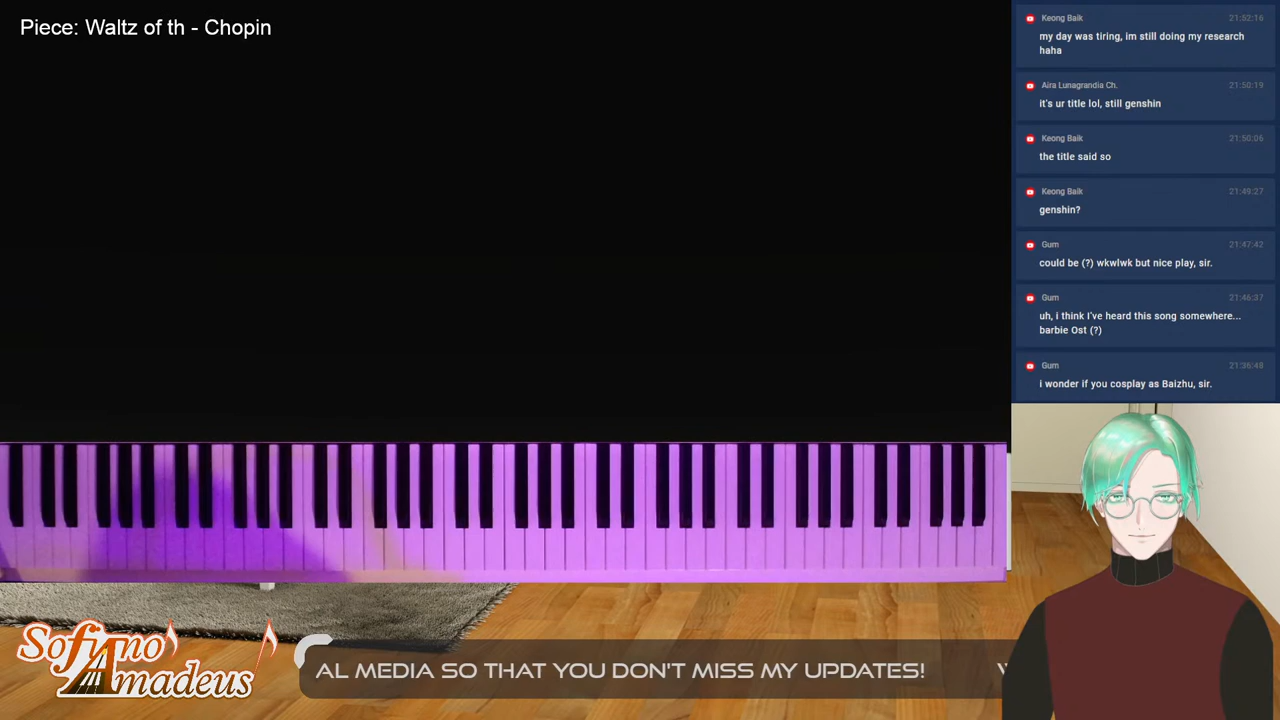 Piece: Waltz of th - Chopin
Keong Baik 21:52:16
my day was tiring, im still doing my research
haha
Aira Lunagrandia Ch. 21:50:19
it's ur title lol, still genshin
Keong Baik 21:50:06
the title said so
Keong Baik 21:49:27
genshin?
Gum 21:47:42
could be (?) wkwlwk but nice play, sir.
Gum 21:46:37
uh, i think I've heard this song somewhere...
barbie Ost (?)
Gum 21:35:48
i wonder if you cosplay as Baizhu, sir.
Sofiano
Amadeus
AL MEDIA SO THAT YOU DON'T MISS MY UPDATES!